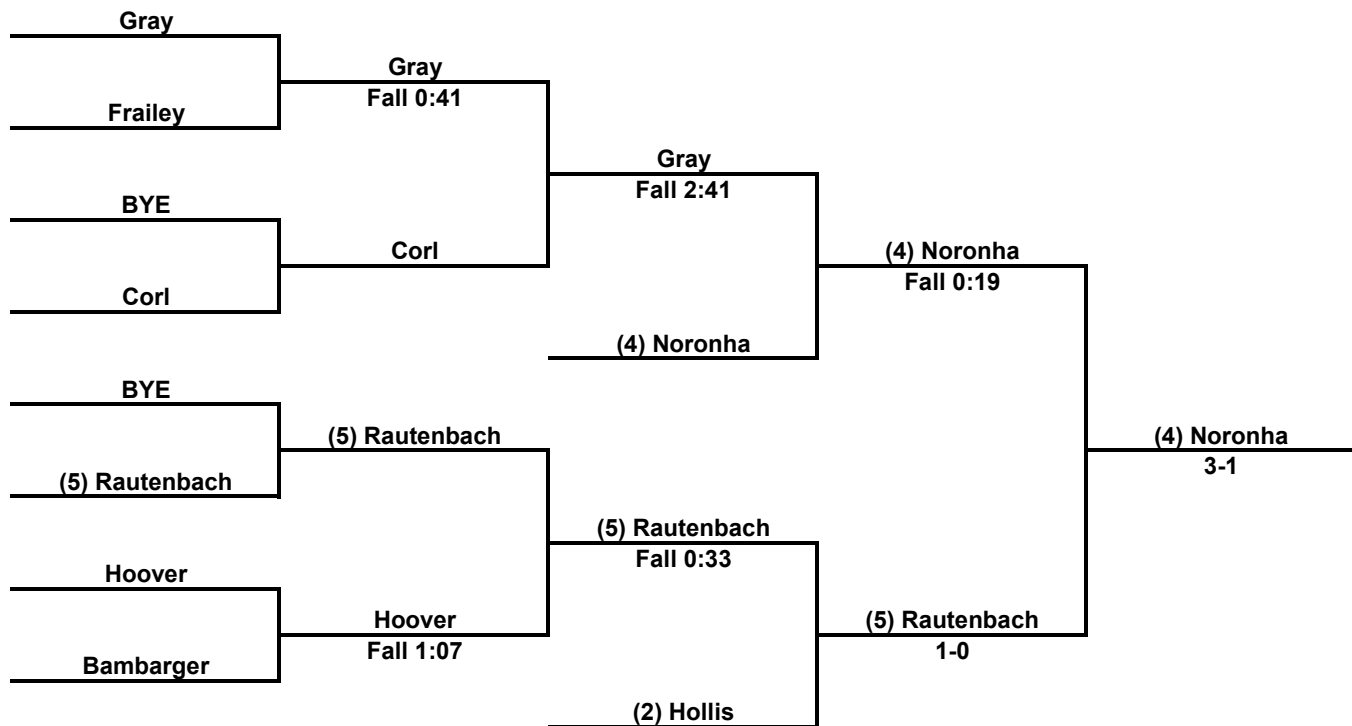 Gray
Gray
Fall 0:41
Frailey
Gray
Fall 2:41
BYE
Corl
(4) Noronha
Fall 0:19
Corl
(4) Noronha
BYE
(5) Rautenbach
(4) Noronha
3-1
(5) Rautenbach
(5) Rautenbach
Fall 0:33
Hoover
Hoover
Fall 1:07
(5) Rautenbach
1-0
Bambarger
(2) Hollis